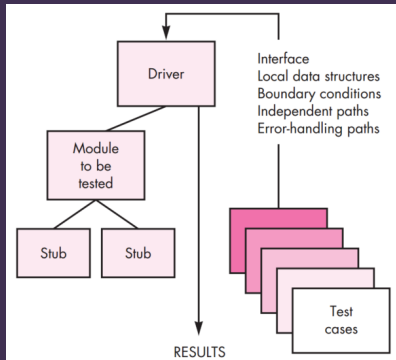 Driver
Interface
Local data structures
Boundary conditions
Independent paths
Error-handling paths
Module
to be
tested
Stub
Stub
Test
cases
RESULTS